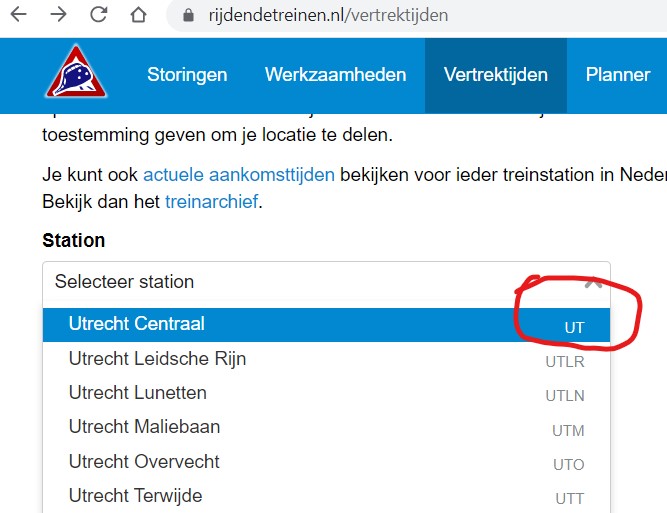 rijdendetreinen.nl/vertrektijden
Storingen Werkzaamheden Vertrektijden Planner
toestemming geven om je locatie te delen.
Je kunt ook actuele aankomsttijden bekijken voor ieder treinstation in Neder
Bekijk dan het treinarchief.
Station
Selecteer station
Utrecht Centraal UT
Utrecht Leidsche Rijn UTLR
Utrecht Lunetten UTLN
Utrecht Maliebaan UTM
Utrecht Overvecht UTO
Utrecht Terwijde UTT